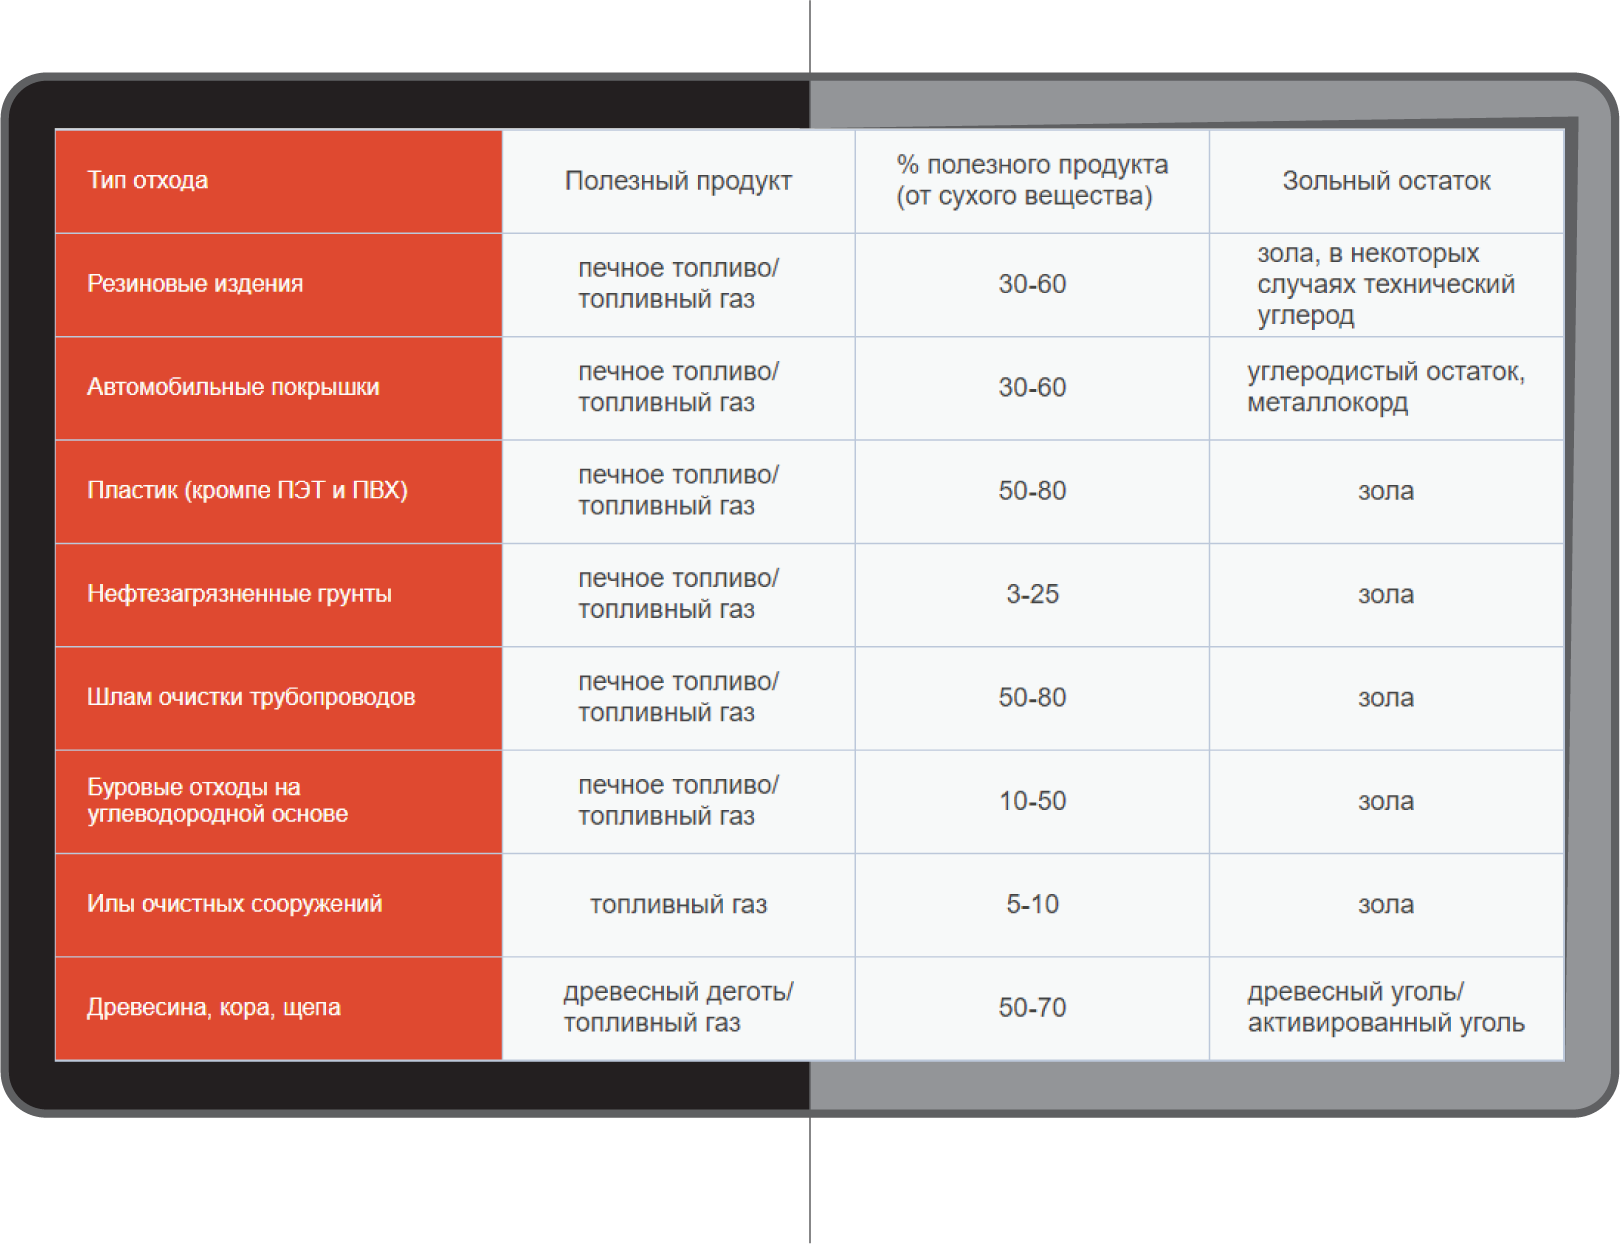 Тип отхода
Полезный продукт
% полезного продукта
(от сухого вещества)
Зольный остаток
Резиновые издения
печное топливо/
топливный газ
30-60
зола, в некоторых
случаях технический
углерод
Автомобильные покрышки
печное топливо/
топливный газ
30-60
углеродистый остаток,
металлокорд
Пластик (кромпе ПЭТ и ПВХ)
печное топливо/
топливный газ
50-80
зола
Нефтезагрязненные грунты
печное топливо/
топливный газ
3-25
зола
Шлам очистки трубопроводов
печное топливо/
топливный газ
50-80
зола
Буровые отходы на
углеводородной основе
печное топливо/
топливный газ
10-50
зола
Илы очистных сооружений
топливный газ
5-10
зола
Древесина, кора, щепа
древесный деготь/
топливный газ
50-70
древесный уголь/
активированный уголь